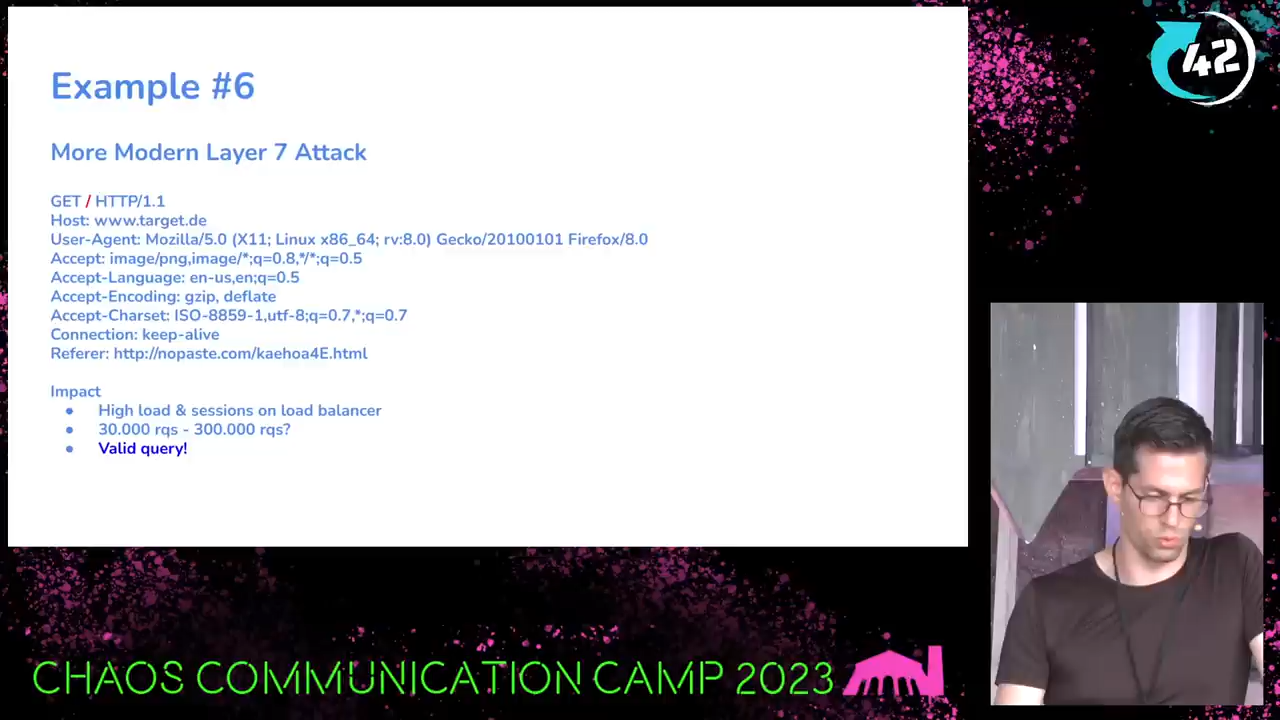 Example #6
More Modern Layer 7 Attack
GET / HTTP/1.1
Host: www.target.de
User-Agent: Mozilla/5.0 (X11; Linux x86_64; rv:8.0) Gecko/20100101 Firefox/8.0
Accept: image/png,image/*;q=0.8,*/*;q=0.5
Accept-Language: en-us,en;q=0.5
Accept-Encoding: gzip, deflate
Accept-Charset: ISO-8859-1,utf-8;q=0.7,*;q=0.7
Connection: keep-alive
Referer: http://nopaste.com/kaehoa4E.html
Impact
● High load & sessions on load balancer
● 30.000 rqs - 300.000 rqs?
● Valid query!
42
CHAOS COMMUNICATION CAMP 2023